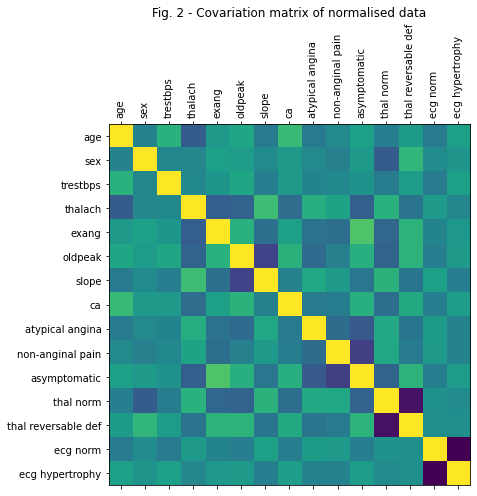 Fig. 2 - Covariation matrix of normalised data
age
sex
trestbps
thalach
exang
oldpeak
slope
ca
atypical angina
non-anginal pain
asymptomatic
thal norm
thal reversable def
ecg norm
ecg hypertrophy
age
sex
trestbps
thalach
exang
oldpeak
slope
ca
atypical angina
non-anginal pain
asymptomatic
thal norm
thal reversable def
ecg norm
ecg hypertrophy